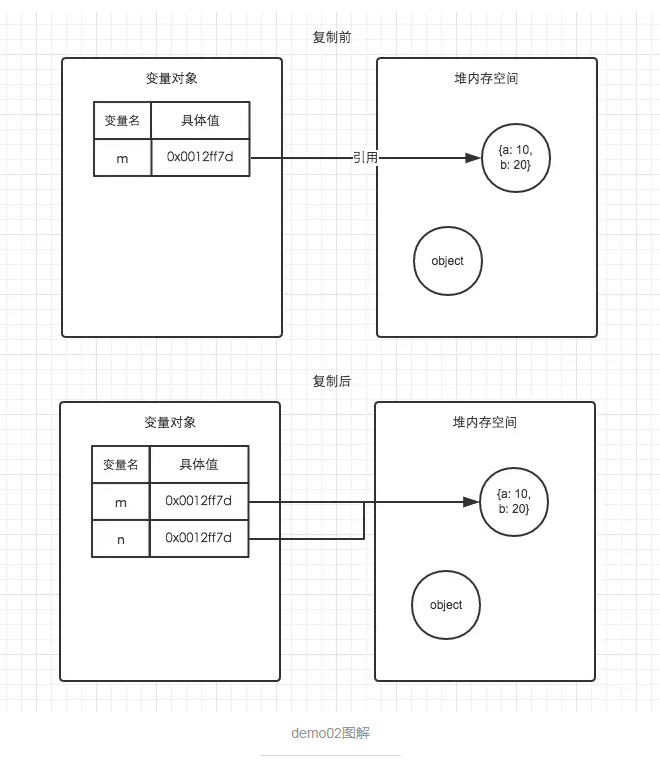 复制前
变量对象
堆内存空间
变量名 具体值
m 0x0012ff7d
引用
{a: 10,
b: 20}
object
复制后
变量对象
堆内存空间
变量名 具体值
m 0x0012ff7d
n 0x0012ff7d
{a: 10,
b: 20}
object
demo02图解